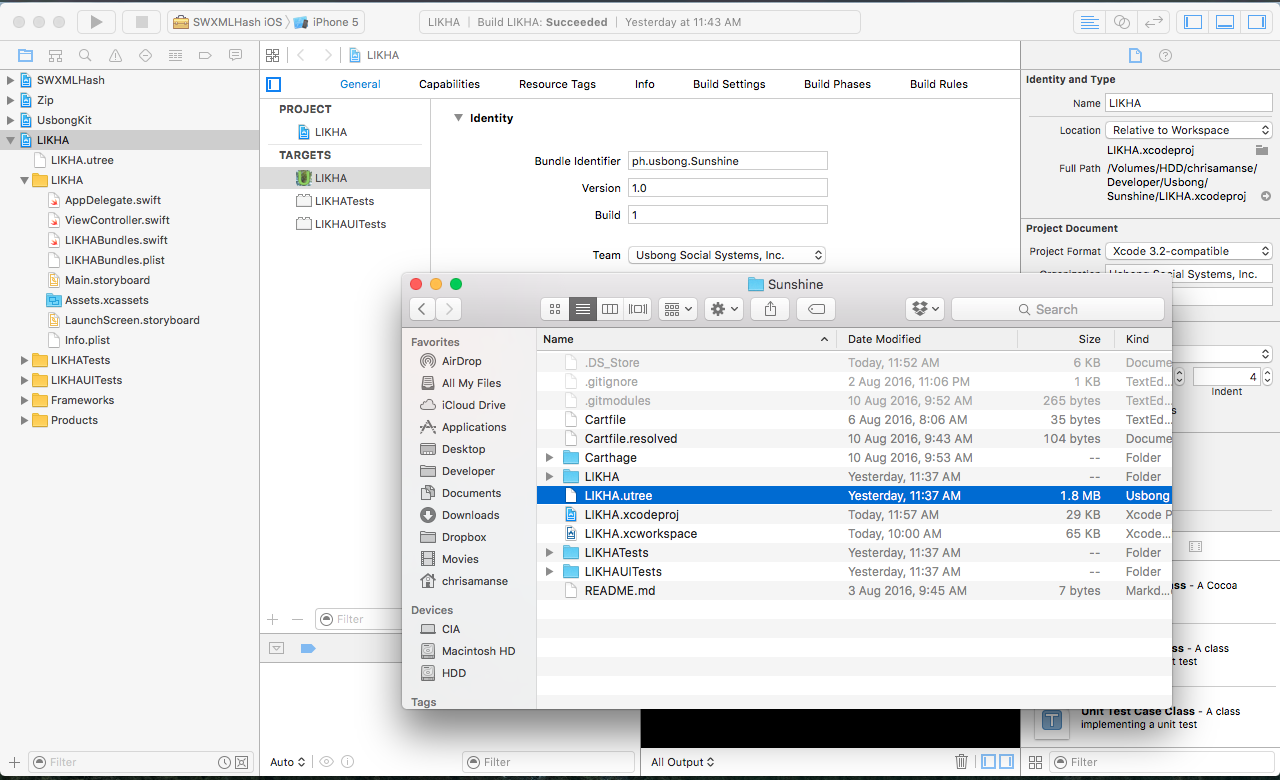 SWXMLHash iOS iPhone 5
LIKHA Build LIKHA: Succeeded Yesterday at 11:43 AM
SWXMLHash
Zip
UsbongKit
LIKHA
LIKHA.utree
LIKHA
AppDelegate.swift
ViewController.swift
LIKHABundles.swift
LIKHABundles.plist
Main.storyboard
Assets.xcassets
LaunchScreen.storyboard
Info.plist
LIKHATests
LIKHAUITests
Frameworks
Products
Filter
LIKHA
General Capabilities Resource Tags Info Build Settings Build Phases Build Rules
PROJECT
LIKHA
TARGETS
LIKHA
LIKHATests
LIKHAUITests
Filter
Identity
Bundle Identifier ph.usbong.Sunshine
Version 1.0
Build 1
Team Usbong Social Systems, Inc.
Identity and Type
Name LIKHA
Location Relative to Workspace
LIKHA.xcodeproj
Full Path /Volumes/HDD/chrisamanse/
Developer/Usbong/
Sunshine/LIKHA.xcodeproj
Project Document
Project Format Xcode 3.2-compatible
Usbong Social Systems, Inc.
4
Indent
Sunshine
Search
Favorites
AirDrop
All My Files
iCloud Drive
Applications
Desktop
Developer
Documents
Downloads
Dropbox
Movies
chrisamanse
Devices
CIA
Macintosh HD
HDD
Tags
Name Date Modified Size Kind
.DS_Store Today, 11:52 AM 6 KB Docume
.gitignore 2 Aug 2016, 11:06 PM 1 KB TextEd...
.gitmodules 10 Aug 2016, 9:52 AM 265 bytes TextEd...
Cartfile 6 Aug 2016, 8:06 AM 35 bytes TextEd...
Cartfile.resolved 10 Aug 2016, 9:43 AM 104 bytes Docume
Carthage 10 Aug 2016, 9:53 AM -- Folder
LIKHA Yesterday, 11:37 AM -- Folder
LIKHA.utree Yesterday, 11:37 AM 1.8 MB Usbong
LIKHA.xcodeproj Today, 11:57 AM 29 KB Xcode P
LIKHA.xcworkspace Today, 10:00 AM 65 KB Xcode...
LIKHATests Yesterday, 11:37 AM -- Folder
LIKHAUITests Yesterday, 11:37 AM -- Folder
README.md 3 Aug 2016, 9:45 AM 7 bytes Markd...
ss - A Cocoa
ss - A class
unit test
Unit Test Case Class - A class
implementing a unit test
Auto
Filter
All Output
Filter